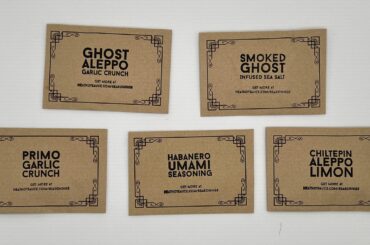 GHOST
ALEPPO
GARLIC CRUNCH
GET MORE AT
SMOKED
GHOST
INFUSED SEA SALT
GET MORE AT
PRIMO
GARLIC
CRUNCH
GET MORE AT
HABANERO
UMAMI
SEASONING
GET MORE AT
CHILTEPIN
ALEPPO
LIMON
GET MORE AT